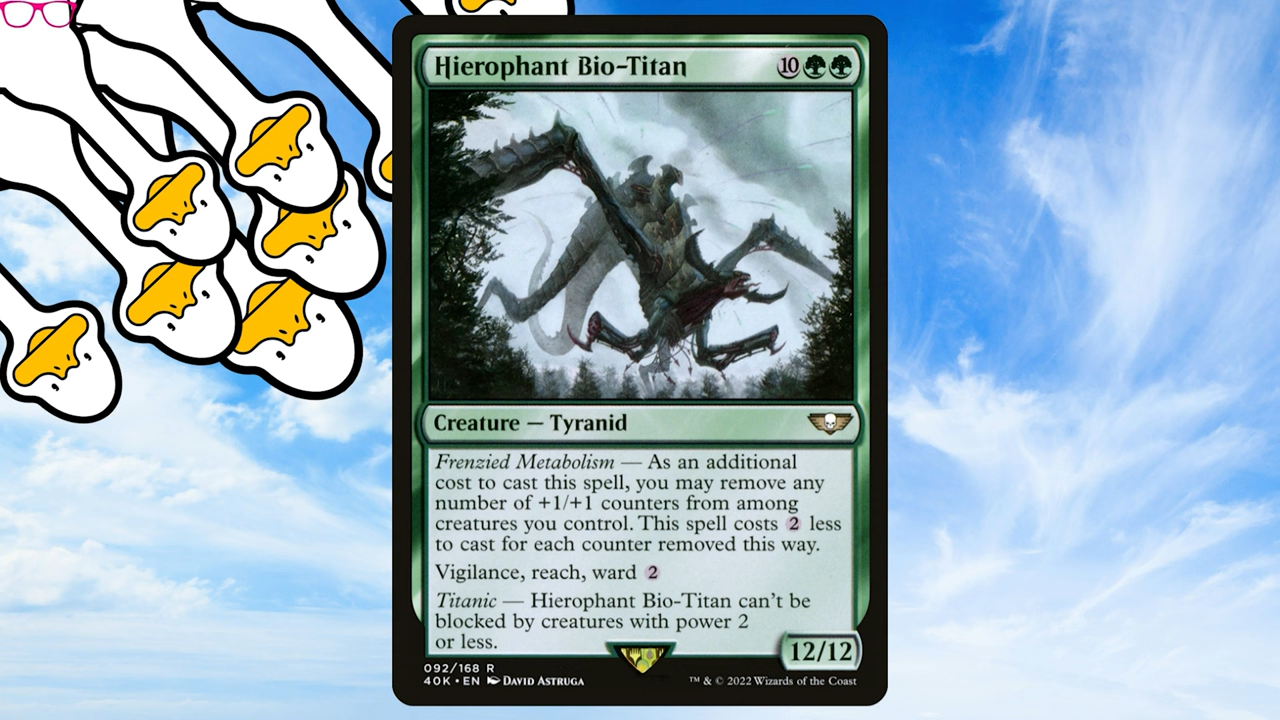 Hierophant Bio-Titan 10
Creature — Tyranid
Frenzied Metabolism — As an additional
cost to cast this spell, you may remove any
number of +1/+1 counters from among
creatures you control. This spell costs 2 less
to cast for each counter removed this way.
Vigilance, reach, ward 2
Titanic — Hierophant Bio-Titan can't be
blocked by creatures with power 2
or less.
12/12
092/168 R
40K • EN DAVID ASTRUGA
™ & © 2022 Wizards of the Coast